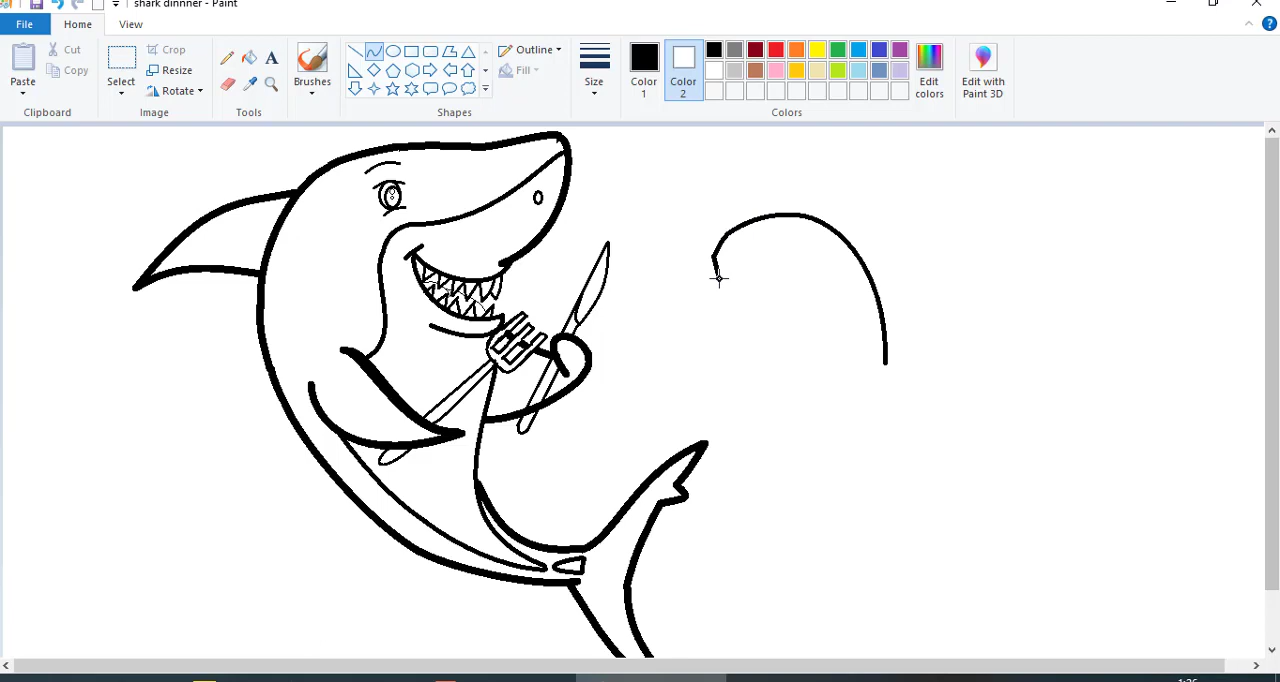 shark dinnner - Paint
File Home View
Paste
Cut
Copy
Clipboard
Select
Crop
Resize
Rotate
Image
A
Tools
Brushes
Outline
Fill
Shapes
Size
Color 1
Color 2
Edit colors
Colors
Edit with Paint 3D